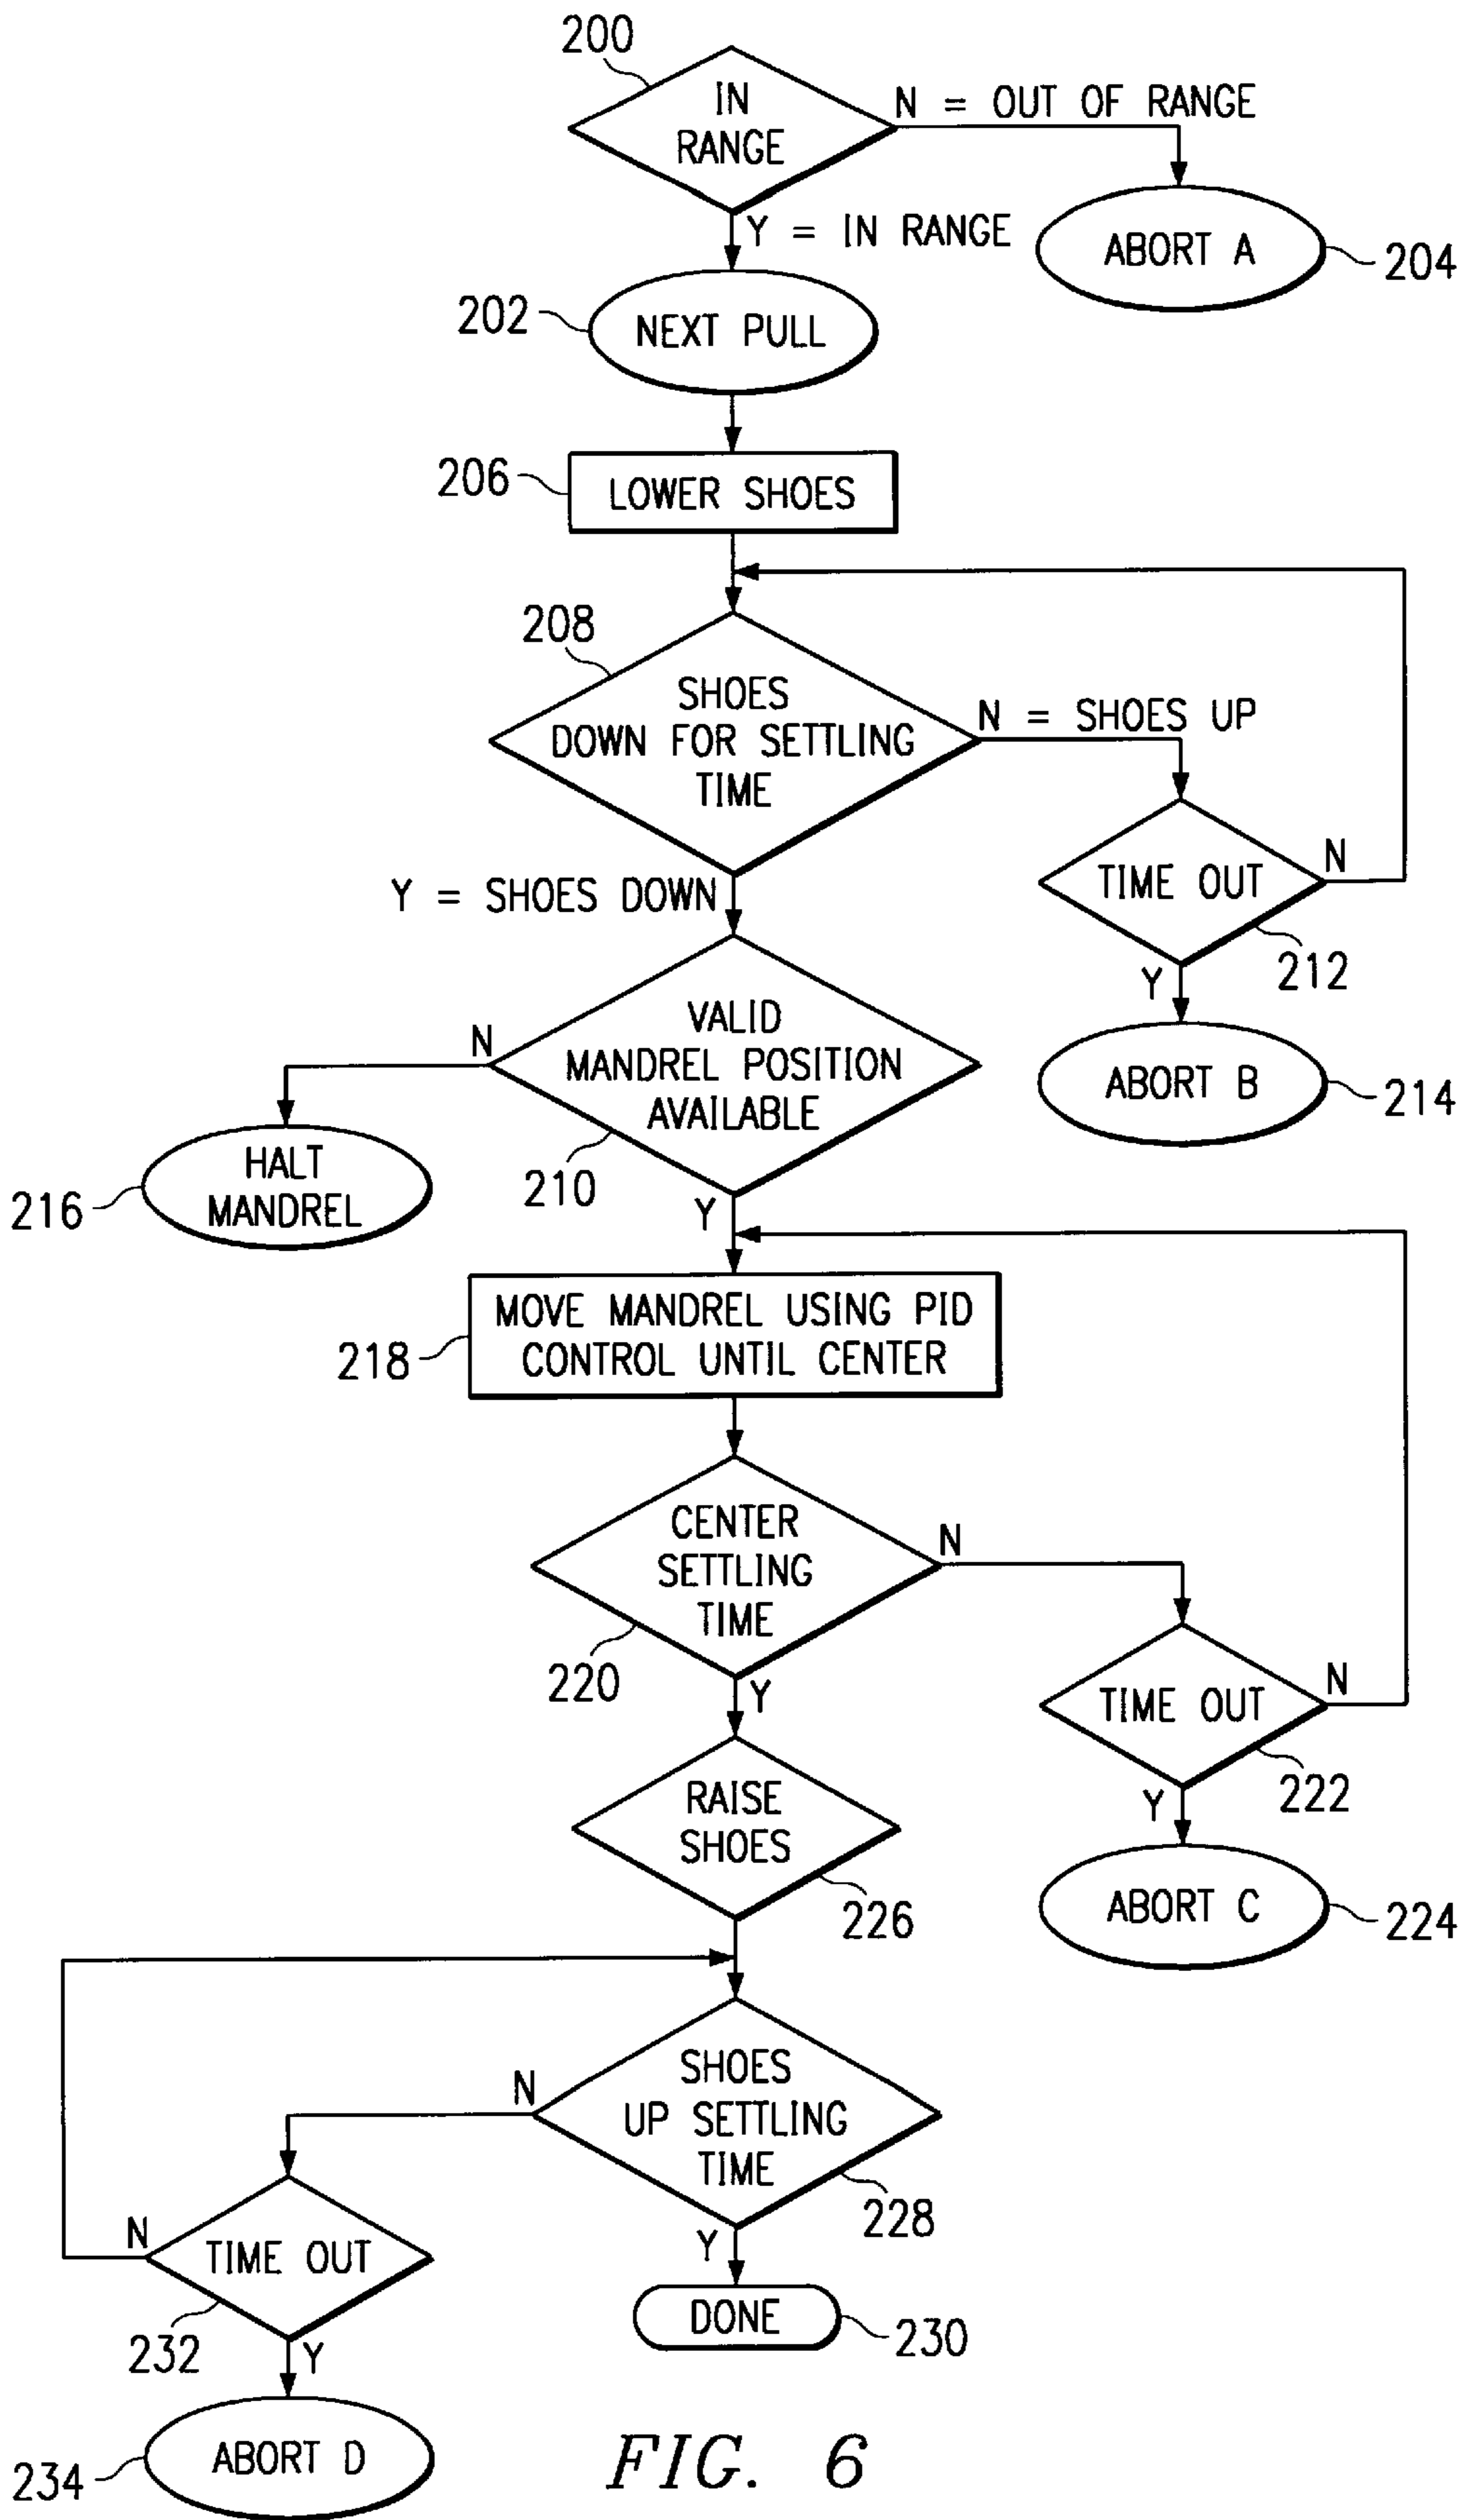 200
IN
RANGE
N = OUT OF RANGE
Y = IN RANGE
ABORT A
204
202
NEXT PULL
206
LOWER SHOES
208
SHOES
DOWN FOR SETTLING
TIME
N = SHOES UP
TIME OUT
N
212
Y
Y = SHOES DOWN
VALID
MANDREL POSITION
AVAILABLE
N
210
ABORT B
214
HALT
MANDREL
216
Y
MOVE MANDREL USING PID
CONTROL UNTIL CENTER
218
CENTER
SETTLING
TIME
N
220
Y
TIME OUT
N
222
Y
RAISE
SHOES
226
ABORT C
224
SHOES
UP SETTLING
TIME
N
228
Y
TIME OUT
N
232
Y
DONE
230
ABORT D
234
FIG. 6